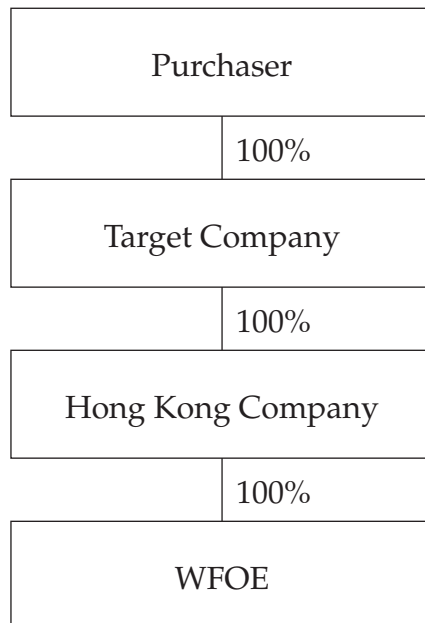 Purchaser
100%
Target Company
100%
Hong Kong Company
100%
WFOE